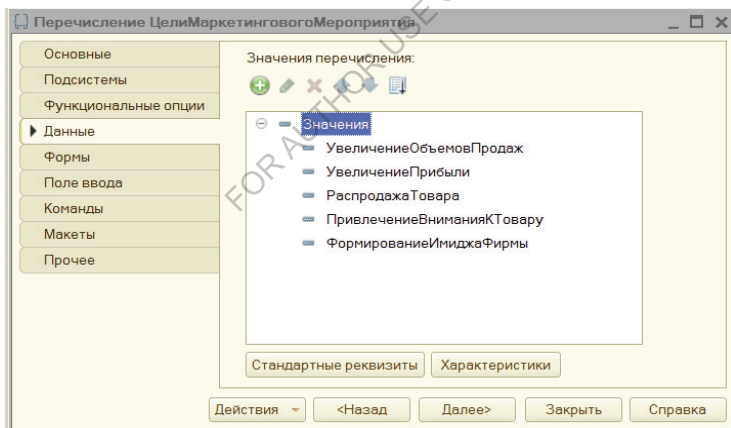 Перечисление ЦелиМаркетинговогоМероприятия
Основные
Подсистемы
Функциональные опции
Данные
Формы
Поле ввода
Команды
Макеты
Прочее
Значения перечисления:
Значения
УвеличениеОбъемовПродаж
УвеличениеПрибыли
РаспродажаТовара
ПривлечениеВниманияКТовару
ФормированиеИмиджаФирмы
Стандартные реквизиты Характеристики
Действия <Назад Далее> Закрыть Справка
FOR AUTHOR USE